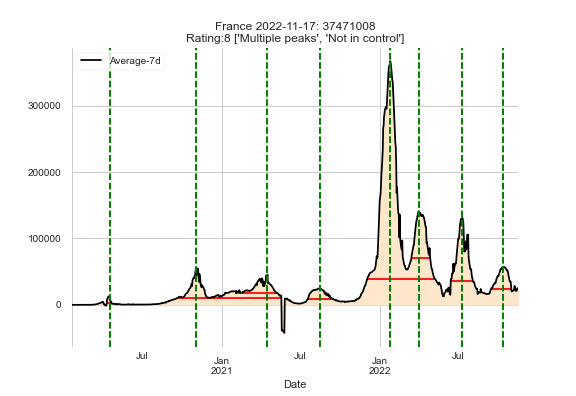 France 2022-11-17: 37471008
Rating:8 ['Multiple peaks', 'Not in control']
Average-7d
300000
200000
100000
0
Jul
Jan
2021
Jul
Jan
2022
Jul
Date